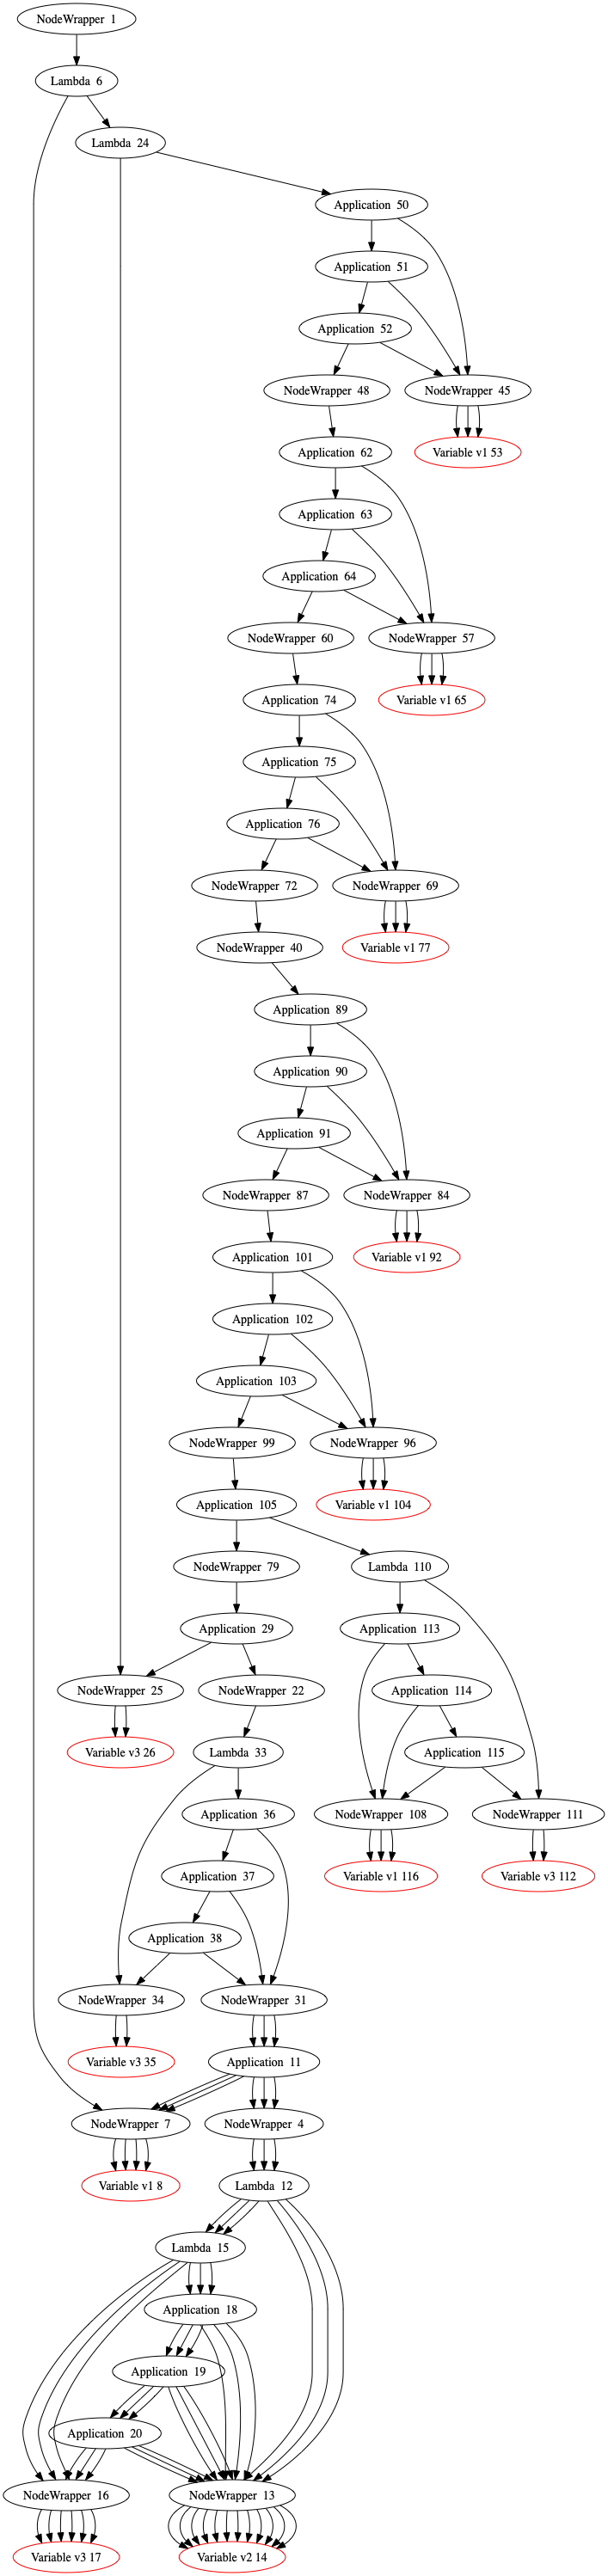 NodeWrapper 1
Lambda 6
Lambda 24
Application 50
Application 51
Application 52
NodeWrapper 48
NodeWrapper 45
Application 62
Variable v1 53
Application 63
Application 64
NodeWrapper 60
NodeWrapper 57
Application 74
Variable v1 65
Application 75
Application 76
NodeWrapper 72
NodeWrapper 69
NodeWrapper 40
Variable v1 77
Application 89
Application 90
Application 91
NodeWrapper 87
NodeWrapper 84
Application 101
Variable v1 92
Application 102
Application 103
NodeWrapper 99
NodeWrapper 96
Application 105
Variable v1 104
NodeWrapper 79
Lambda 110
Application 29
Application 113
NodeWrapper 25
NodeWrapper 22
Application 114
Variable v3 26
Lambda 33
Application 115
Application 36
NodeWrapper 108
NodeWrapper 111
Application 37
Variable v1 116
Variable v3 112
Application 38
NodeWrapper 34
NodeWrapper 31
Variable v3 35
Application 11
NodeWrapper 7
NodeWrapper 4
Variable v1 8
Lambda 12
Lambda 15
Application 18
Application 19
Application 20
NodeWrapper 16
NodeWrapper 13
Variable v3 17
Variable v2 14